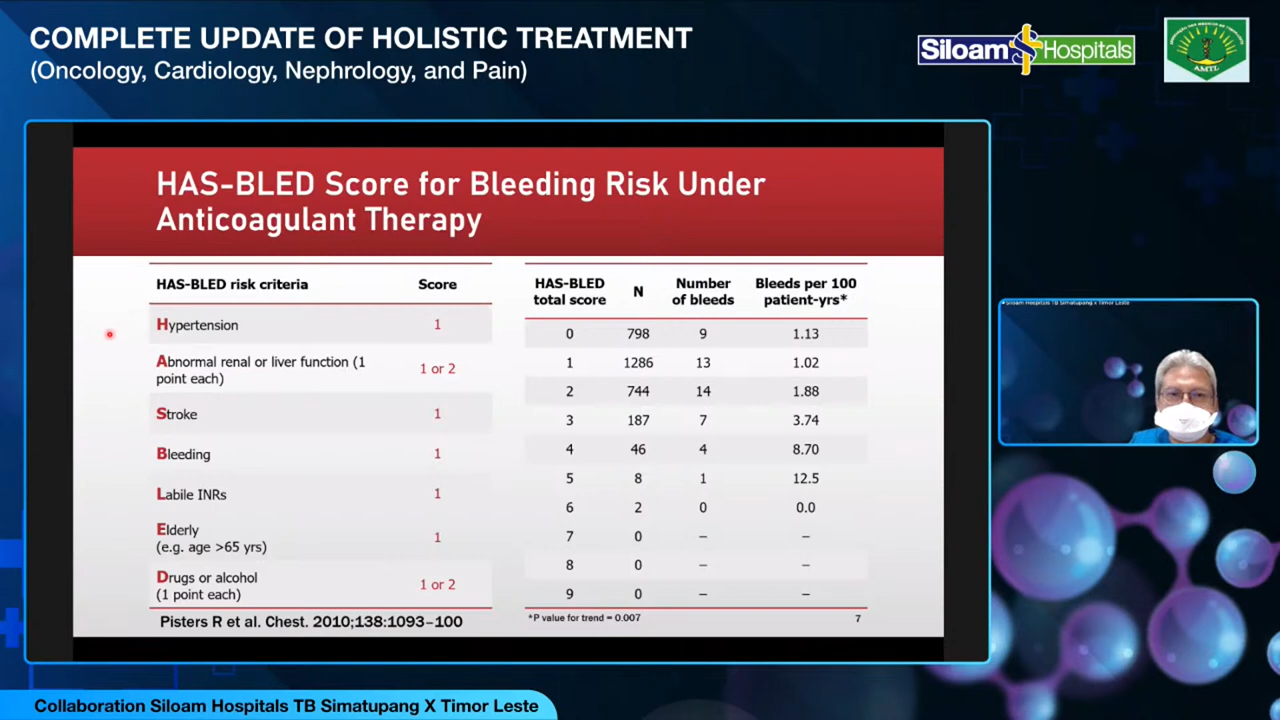 COMPLETE UPDATE OF HOLISTIC TREATMENT
(Oncology, Cardiology, Nephrology, and Pain)
Siloam Hospitals
AMTL
HAS-BLED Score for Bleeding Risk Under
Anticoagulant Therapy
HAS-BLED risk criteria Score
Hypertension 1
Abnormal renal or liver function (1
point each) 1 or 2
Stroke 1
Bleeding 1
Labile INRs 1
Elderly
(e.g. age >65 yrs) 1
Drugs or alcohol
(1 point each) 1 or 2
Pisters R et al. Chest. 2010;138:1093–100
HAS-BLED
total score N Number
of bleeds Bleeds per 100
patient-yrs*
0 798 9 1.13
1 1286 13 1.02
2 744 14 1.88
3 187 7 3.74
4 46 4 8.70
5 8 1 12.5
6 2 0 0.0
7 0 – –
8 0 – –
9 0 – –
*P value for trend = 0.007 7
Siloam Hospitals TB Simatupang X Timor Leste
Collaboration Siloam Hospitals TB Simatupang X Timor Leste